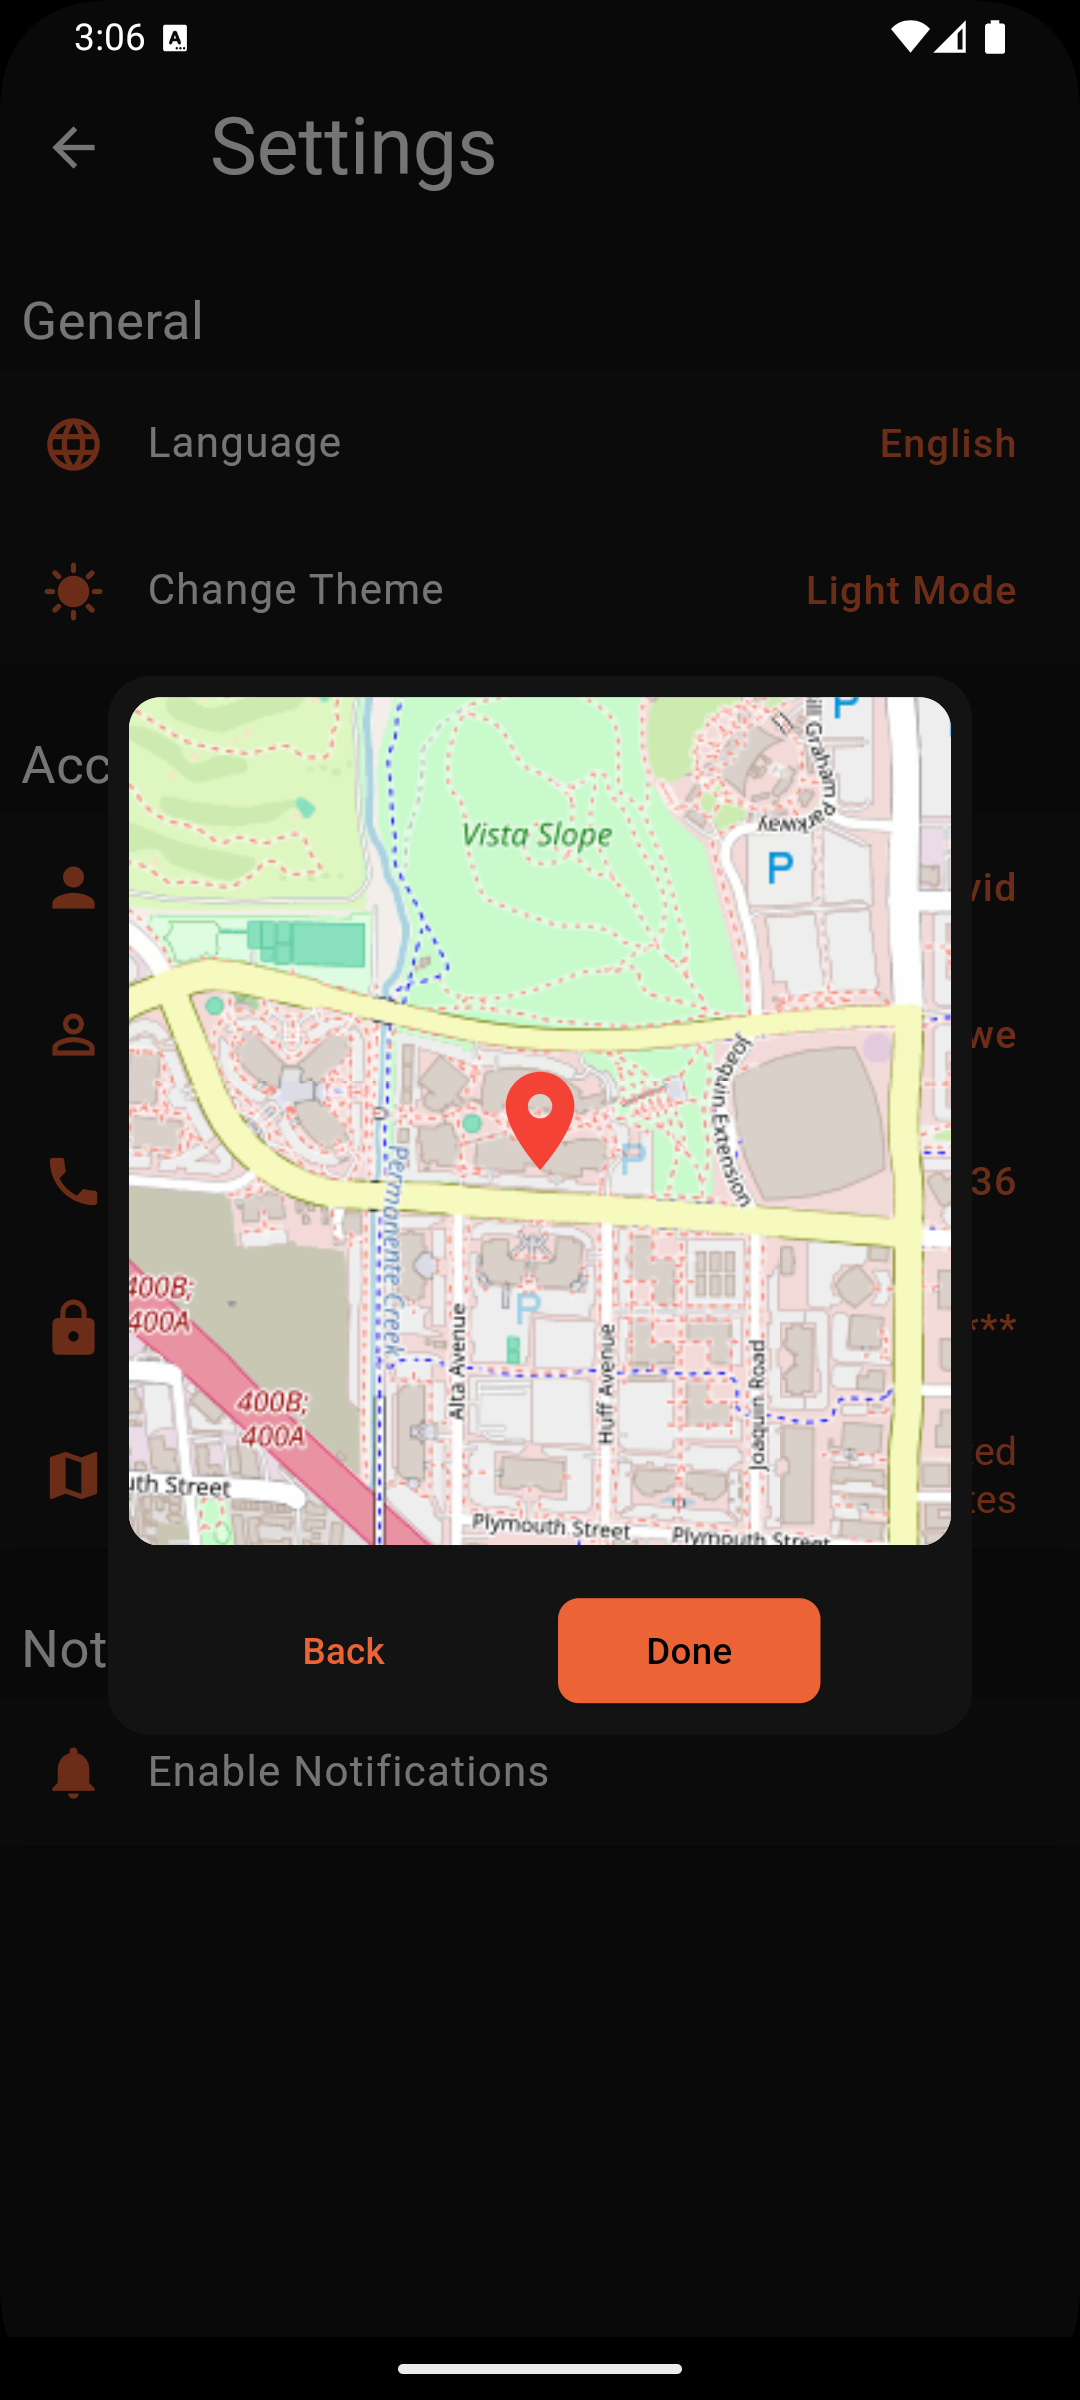 3:06
Settings
General
Language English
Change Theme Light Mode
Acc
vid
we
36
***
ed
tes
Not
Enable Notifications
Vista Slope
P
ill Graham Parkway
P
Joaquin Extension
P
Permanente Creek
400B;
400A
400B;
400A
P
Alta Avenue
Huff Avenue
Joaquin Road
uth Street
Plymouth Street
Plymouth Street
Back
Done